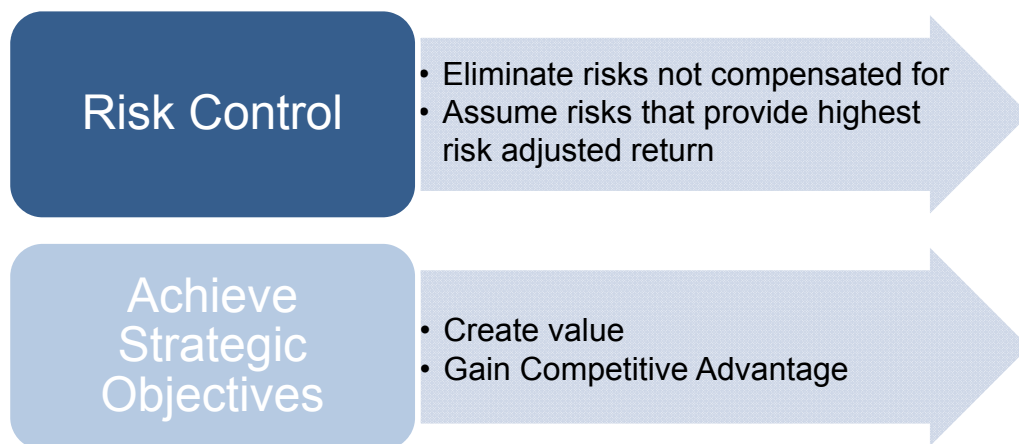 Risk Control
• Eliminate risks not compensated for
• Assume risks that provide highest
risk adjusted return
Achieve
Strategic
Objectives
• Create value
• Gain Competitive Advantage